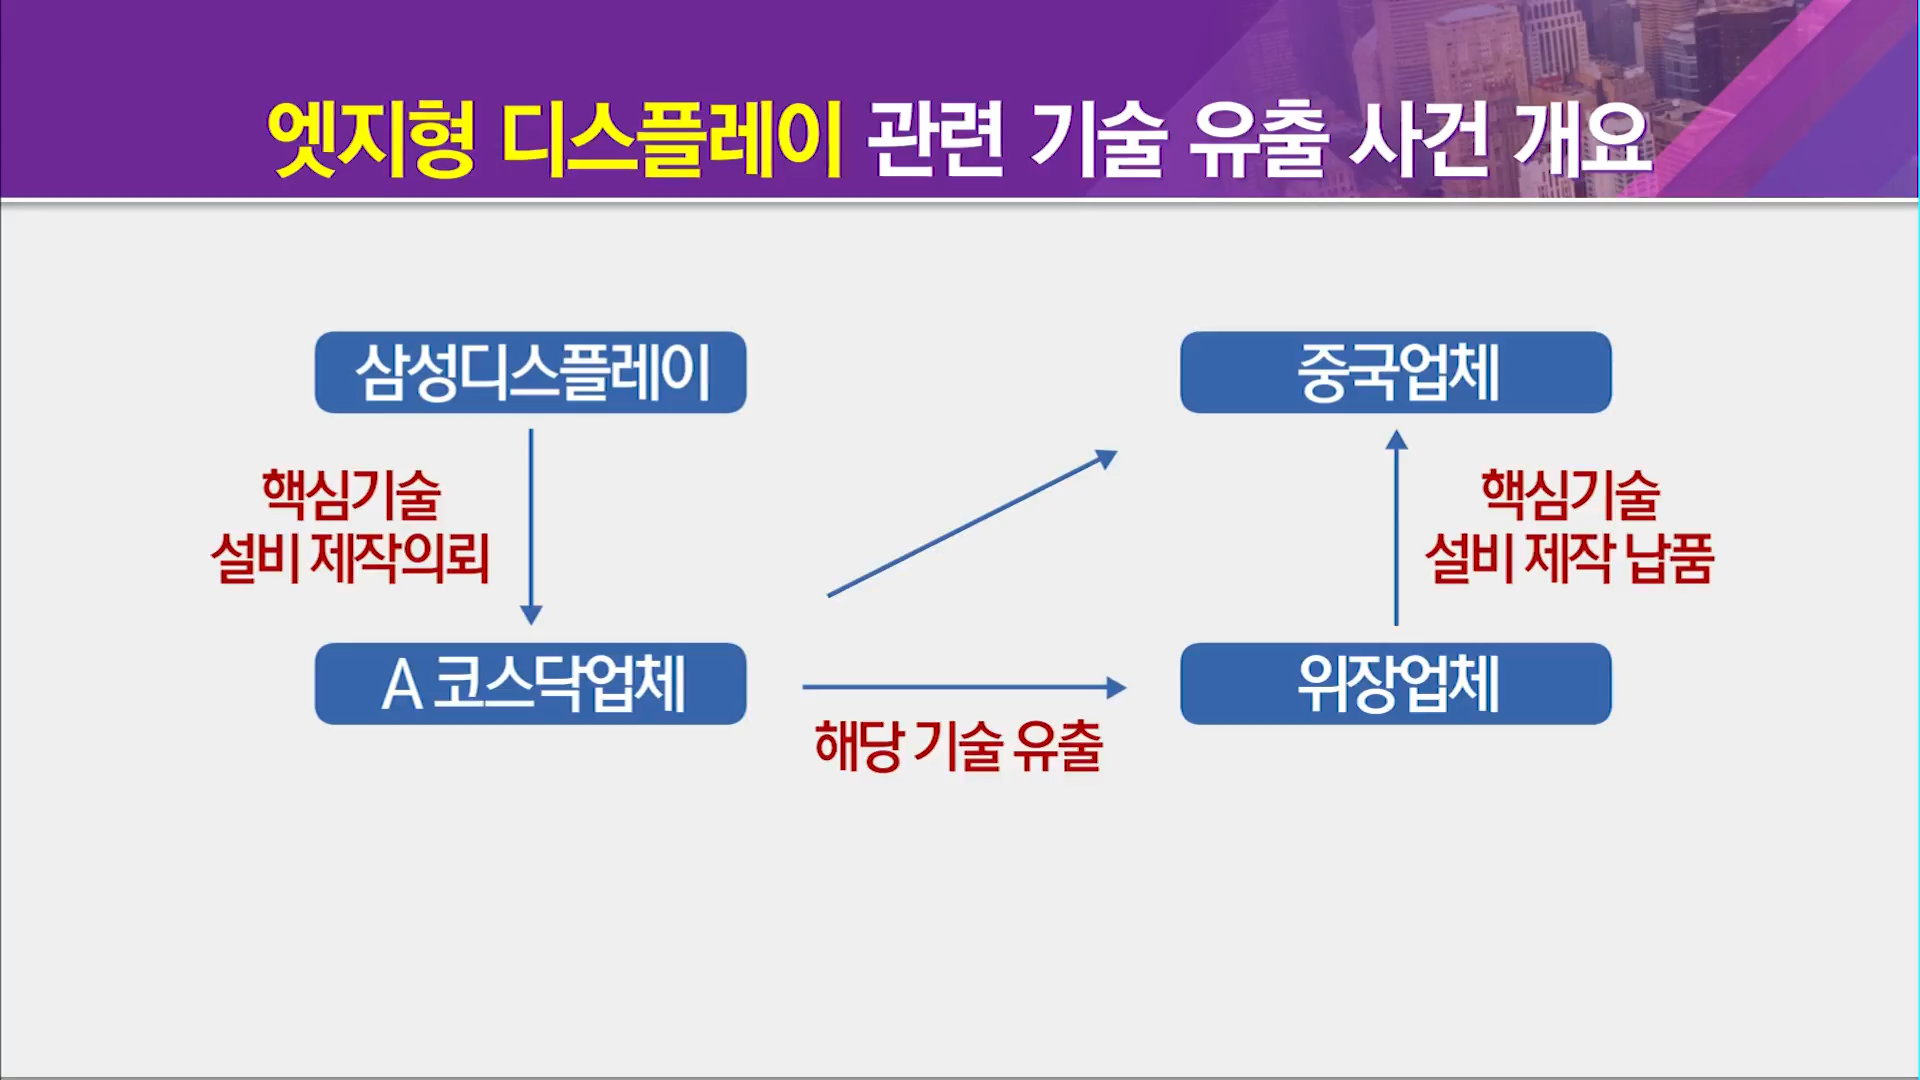 엣지형 디스플레이 관련 기술 유출 사건 개요
삼성디스플레이
중국업체
핵심기술
설비 제작의뢰
핵심기술
설비 제작 납품
A 코스닥업체
위장업체
해당 기술 유출